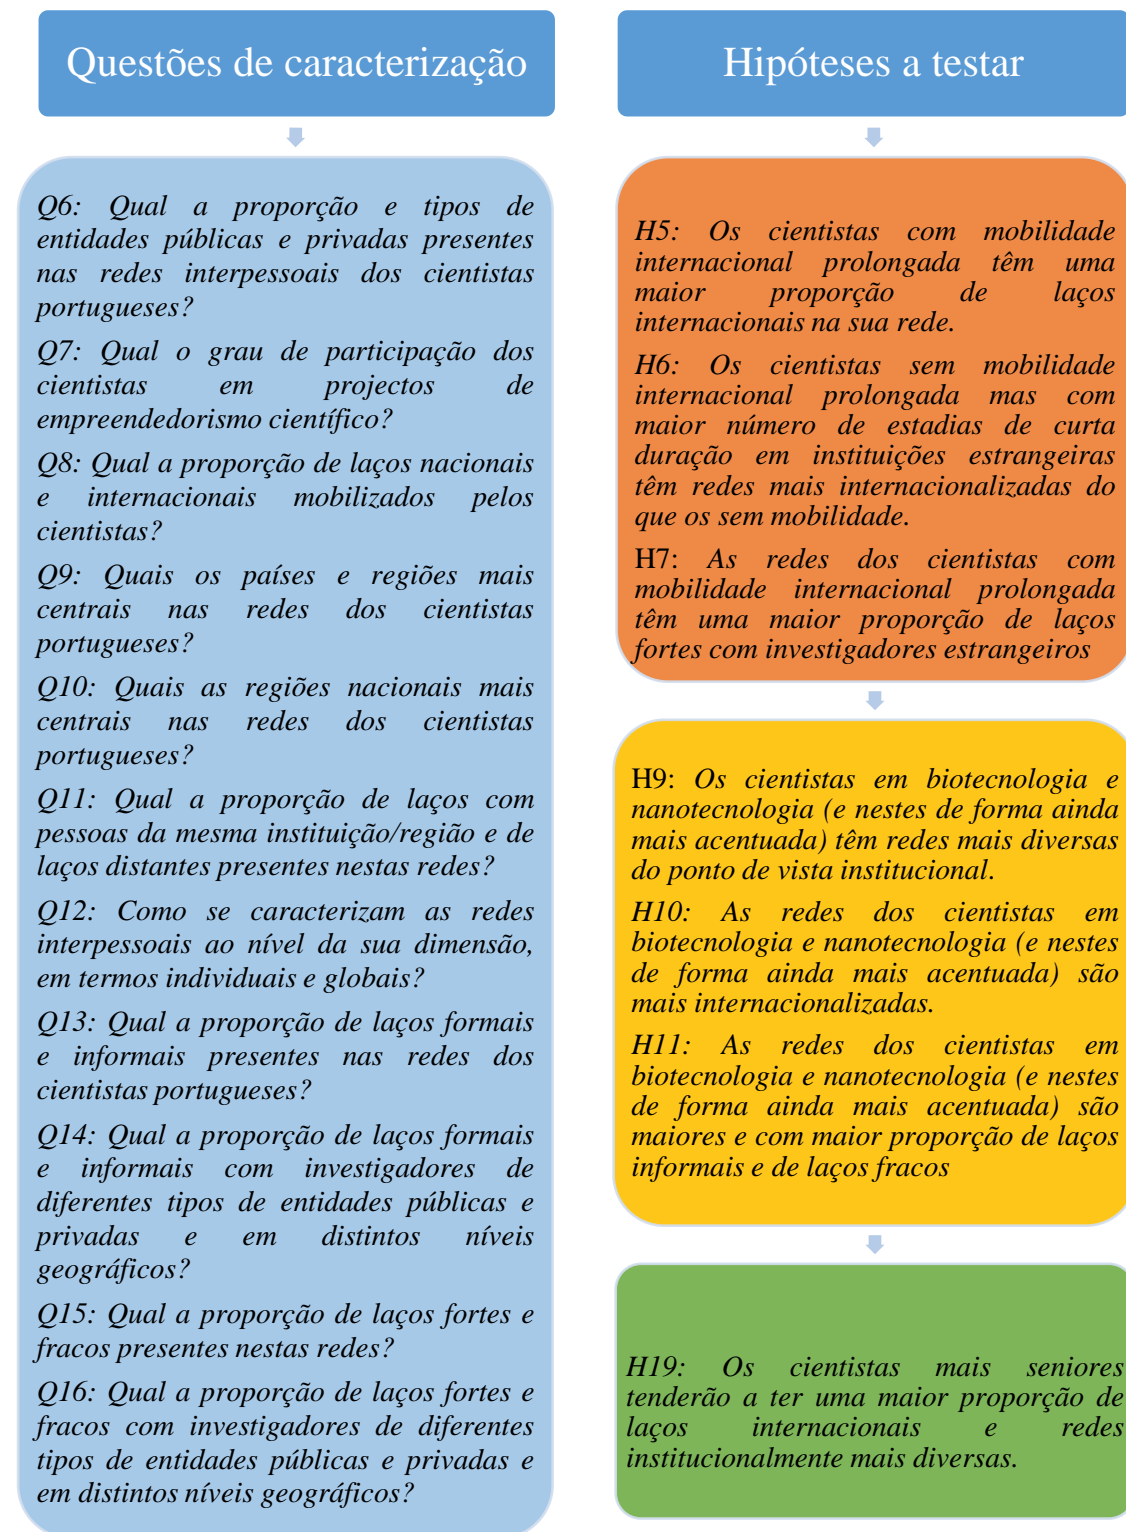 Questões de caracterização
Q6: Qual a proporção e tipos de
entidades públicas e privadas presentes
nas redes interpessoais dos cientistas
portugueses?
Q7: Qual o grau de participação dos
cientistas em projectos de
empreendedorismo científico?
Q8: Qual a proporção de laços nacionais
e internacionais mobilizados pelos
cientistas?
Q9: Quais os países e regiões mais
centrais nas redes dos cientistas
portugueses?
Q10: Quais as regiões nacionais mais
centrais nas redes dos cientistas
portugueses?
Q11: Qual a proporção de laços com
pessoas da mesma instituição/região e de
laços distantes presentes nestas redes?
Q12: Como se caracterizam as redes
interpessoais ao nível da sua dimensão,
em termos individuais e globais?
Q13: Qual a proporção de laços formais
e informais presentes nas redes dos
cientistas portugueses?
Q14: Qual a proporção de laços formais
e informais com investigadores de
diferentes tipos de entidades públicas e
privadas e em distintos níveis
geográficos?
Q15: Qual a proporção de laços fortes e
fracos presentes nestas redes?
Q16: Qual a proporção de laços fortes e
fracos com investigadores de diferentes
tipos de entidades públicas e privadas e
em distintos níveis geográficos?
Hipóteses a testar
H5: Os cientistas com mobilidade
internacional prolongada têm uma
maior proporção de laços
internacionais na sua rede.
H6: Os cientistas sem mobilidade
internacional prolongada mas com
maior número de estadias de curta
duração em instituições estrangeiras
têm redes mais internacionalizadas do
que os sem mobilidade.
H7: As redes dos cientistas com
mobilidade internacional prolongada
têm uma maior proporção de laços
fortes com investigadores estrangeiros
H9: Os cientistas em biotecnologia e
nanotecnologia (e nestes de forma ainda
mais acentuada) têm redes mais diversas
do ponto de vista institucional.
H10: As redes dos cientistas em
biotecnologia e nanotecnologia (e nestes
de forma ainda mais acentuada) são
mais internacionalizadas.
H11: As redes dos cientistas em
biotecnologia e nanotecnologia (e nestes
de forma ainda mais acentuada) são
maiores e com maior proporção de laços
informais e de laços fracos
H19: Os cientistas mais seniores
tenderão a ter uma maior proporção de
laços internacionais e redes
institucionalmente mais diversas.